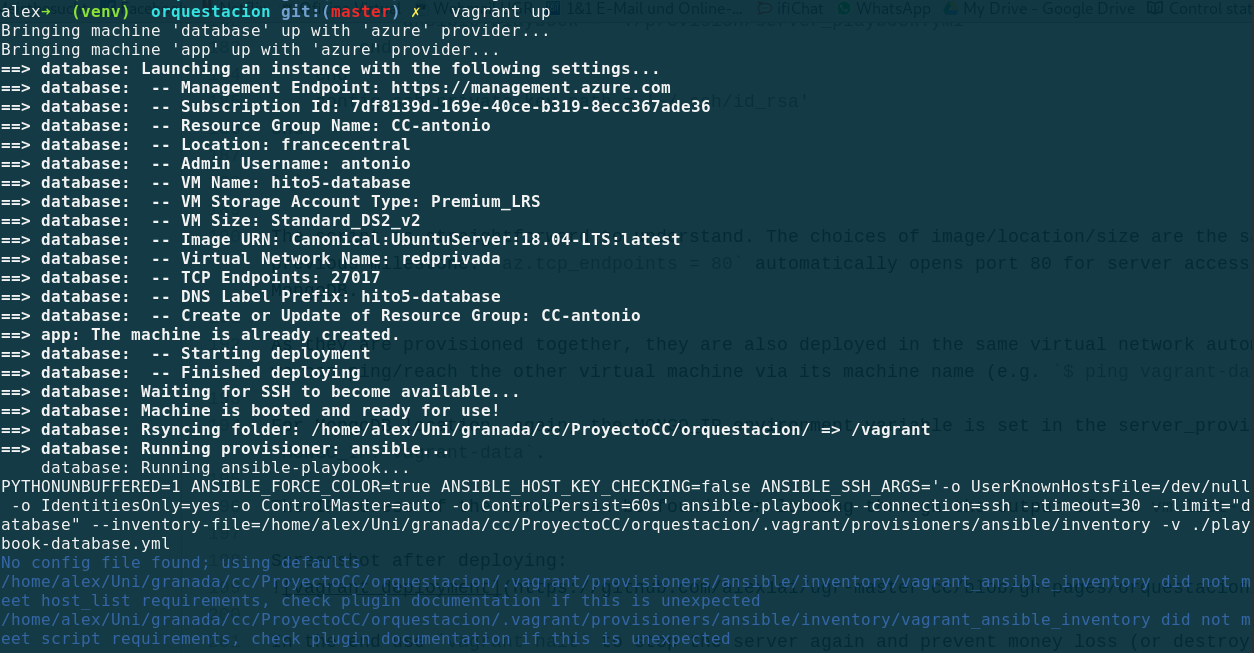 alex→  (venv)  orquestacion git:(master) ✗   vagrant up
Bringing machine 'database' up with 'azure' provider...
Bringing machine 'app' up with 'azure' provider...
==> database: Launching an instance with the following settings...
==> database:  -- Management Endpoint: https://management.azure.com
==> database:  -- Subscription Id: 7df8139d-169e-40ce-b319-8ecc367ade36
==> database:  -- Resource Group Name: CC-antonio
==> database:  -- Location: francecentral
==> database:  -- Admin Username: antonio
==> database:  -- VM Name: hito5-database
==> database:  -- VM Storage Account Type: Premium_LRS
==> database:  -- VM Size: Standard_DS2_v2
==> database:  -- Image URN: Canonical:UbuntuServer:18.04-LTS:latest
==> database:  -- Virtual Network Name: redprivada
==> database:  -- TCP Endpoints: 27017
==> database:  -- DNS Label Prefix: hito5-database
==> database:  -- Create or Update of Resource Group: CC-antonio
==> app: The machine is already created.
==> database:  -- Starting deployment
==> database:  -- Finished deploying
==> database: Waiting for SSH to become available...
==> database: Machine is booted and ready for use!
==> database: Rsyncing folder: /home/alex/Uni/granada/cc/ProyectoCC/orquestacion/ => /vagrant
==> database: Running provisioner: ansible...
    database: Running ansible-playbook...
PYTHONUNBUFFERED=1 ANSIBLE_FORCE_COLOR=true ANSIBLE_HOST_KEY_CHECKING=false ANSIBLE_SSH_ARGS='-o UserKnownHostsFile=/dev/null
 -o IdentitiesOnly=yes -o ControlMaster=auto -o ControlPersist=60s' ansible-playbook --connection=ssh --timeout=30 --limit="d
atabase" --inventory-file=/home/alex/Uni/granada/cc/ProyectoCC/orquestacion/.vagrant/provisioners/ansible/inventory -v ./play
book-database.yml
No config file found; using defaults
/home/alex/Uni/granada/cc/ProyectoCC/orquestacion/.vagrant/provisioners/ansible/inventory/vagrant_ansible_inventory did not m
eet host_list requirements, check plugin documentation if this is unexpected
/home/alex/Uni/granada/cc/ProyectoCC/orquestacion/.vagrant/provisioners/ansible/inventory/vagrant_ansible_inventory did not m
eet script requirements, check plugin documentation if this is unexpected